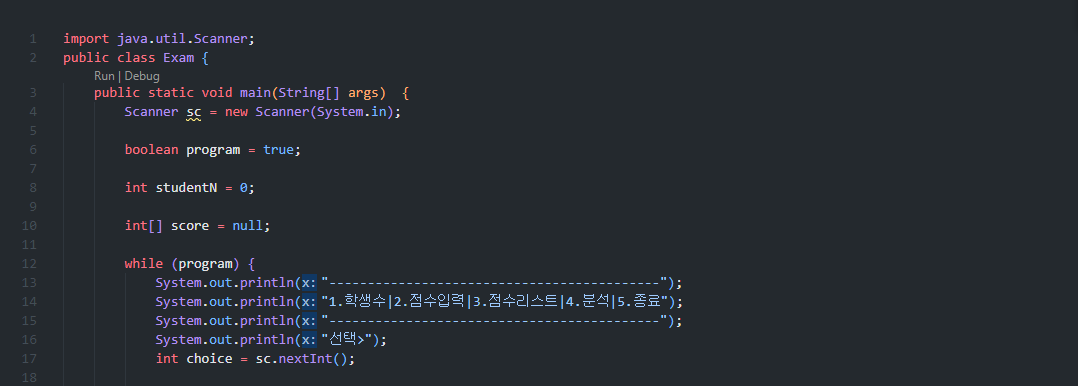 1 import java.util.Scanner;
2 public class Exam {
Run | Debug
3 public static void main(String[] args)  {
4 Scanner sc = new Scanner(System.in);
5
6 boolean program = true;
7
8 int studentN = 0;
9
10 int[] score = null;
11
12 while (program) {
13 System.out.println(x: "-------------------------------------------");
14 System.out.println(x: "1.학생수|2.점수입력|3.점수리스트|4.분석|5.종료");
15 System.out.println(x: "-------------------------------------------");
16 System.out.println(x: "선택>");
17 int choice = sc.nextInt();
18